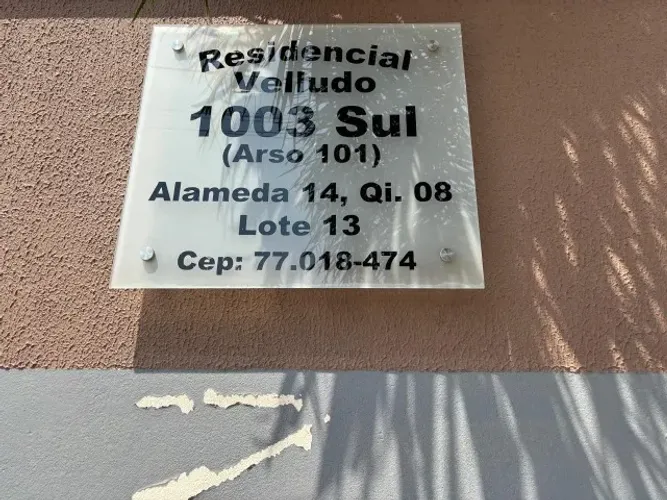 Residencial
Velludo
1003 Sul
(Arso 101)
Alameda 14, Qi. 08
Lote 13
Cep: 77.018-474